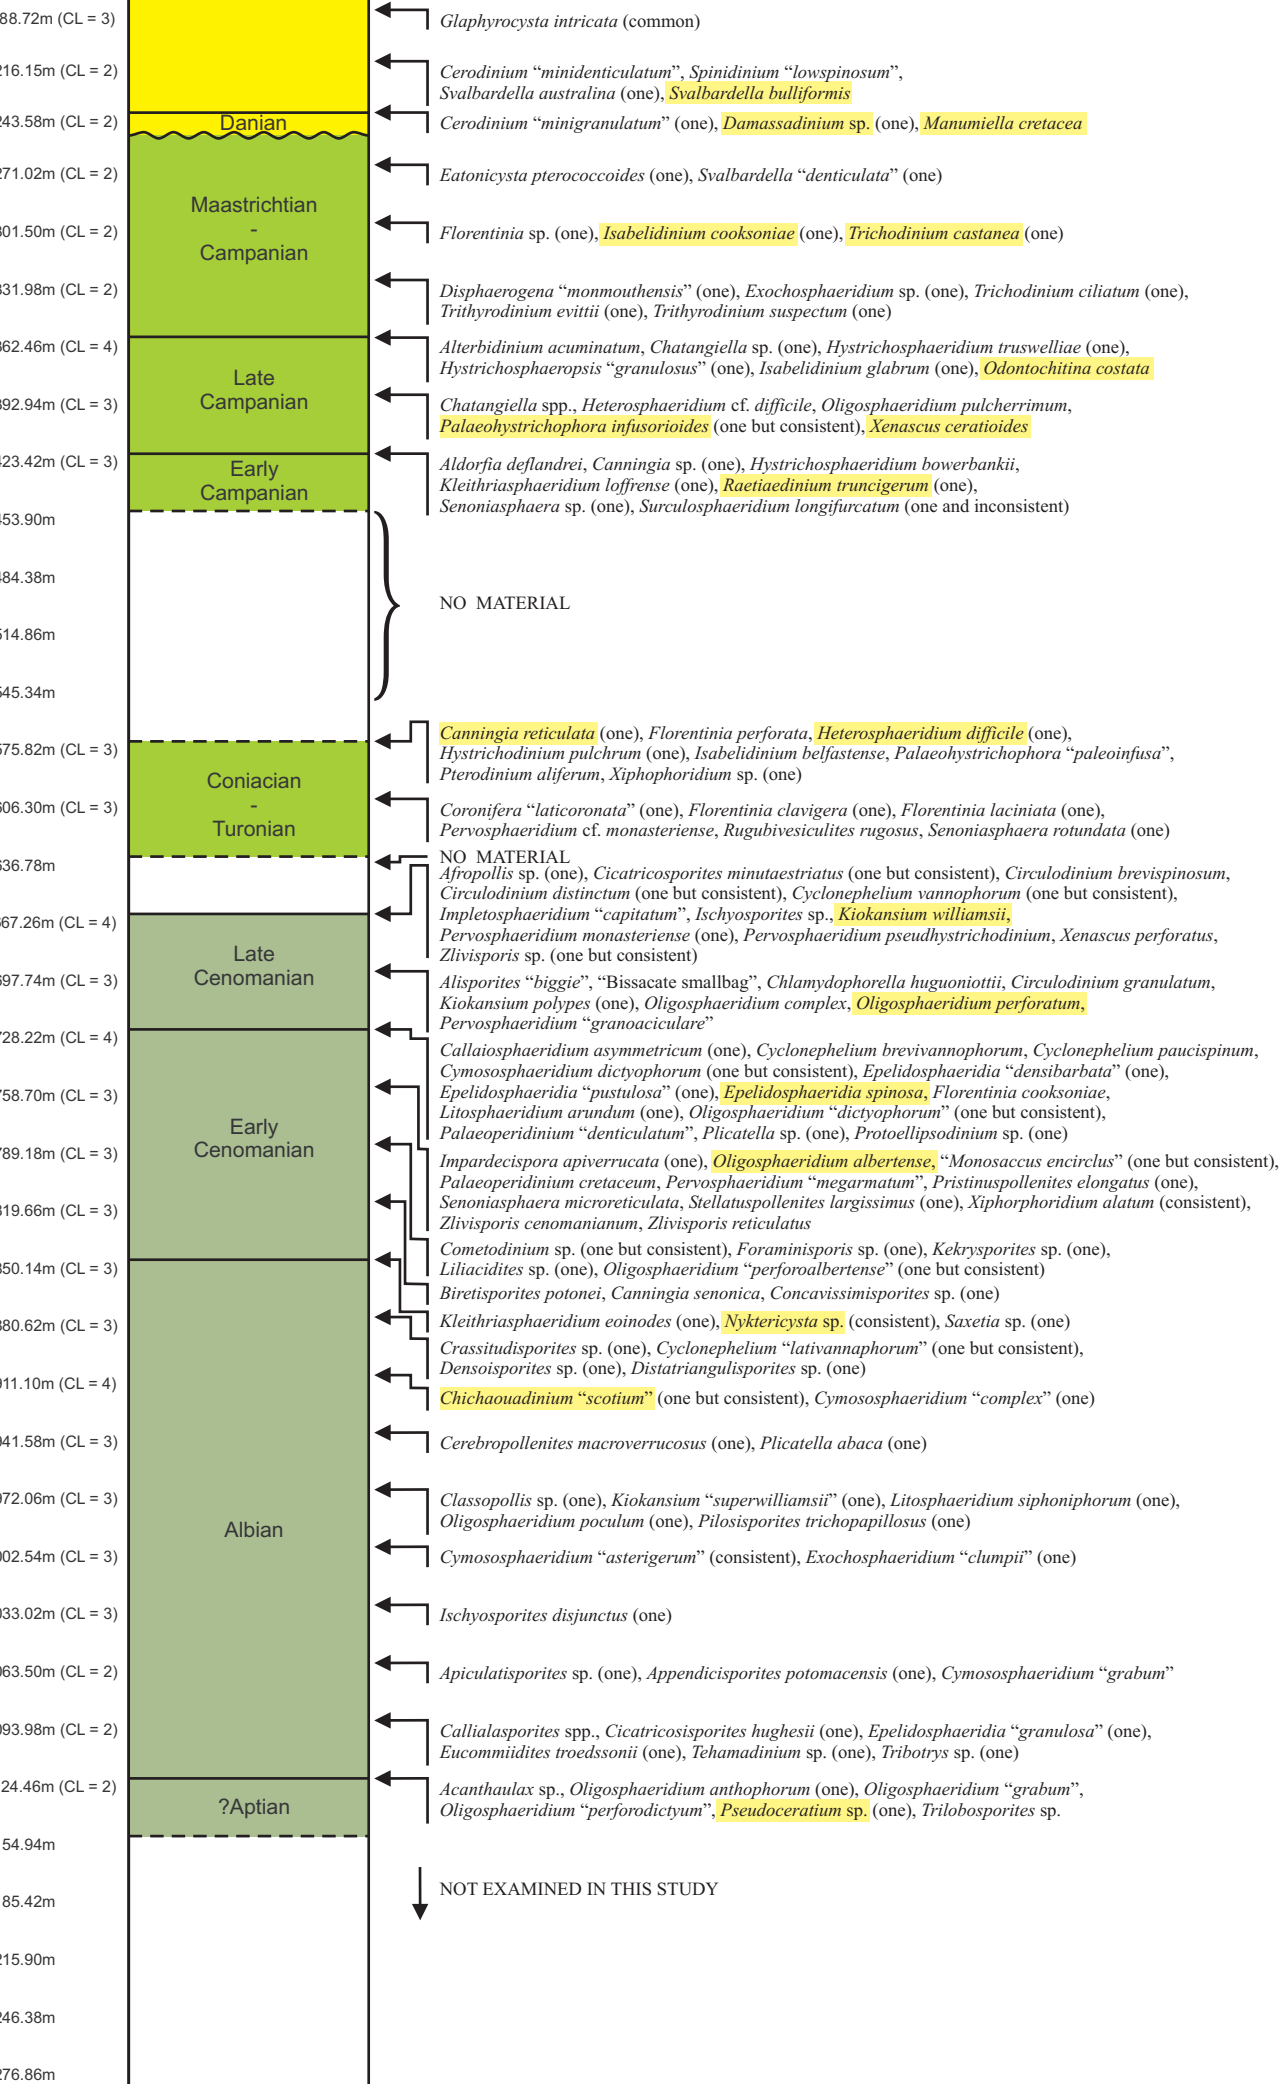 88.72m (CL = 3)
Glaphyrocysta intricata (common)
216.15m (CL = 2)
Cerodinium “minidenticulatum”, Spinidinium “lowspinosum”,
Svalbardella australina (one), Svalbardella bulliformis
243.58m (CL = 2)
Danian
Cerodinium “minigranulatum” (one), Damassadinium sp. (one), Manumiella cretacea
271.02m (CL = 2)
Eatonicysta pterococcoides (one), Svalbardella “denticulata” (one)
Maastrichtian
-
Campanian
301.50m (CL = 2)
Florentinia sp. (one), Isabelidinium cooksoniae (one), Trichodinium castanea (one)
331.98m (CL = 2)
Disphaerogena “monmouthensis” (one), Exochosphaeridium sp. (one), Trichodinium ciliatum (one),
Trithyrodinium evittii (one), Trithyrodinium suspectum (one)
362.46m (CL = 4)
Alterbidinium acuminatum, Chatangiella sp. (one), Hystrichosphaeridium truswelliae (one),
Hystrichosphaeropsis “granulosus” (one), Isabelidinium glabrum (one), Odontochitina costata
Late
Campanian
392.94m (CL = 3)
Chatangiella spp., Heterosphaeridium cf. difficile, Oligosphaeridium pulcherrimum,
Palaeohystrichophora infusorioides (one but consistent), Xenascus ceratioides
423.42m (CL = 3)
Early
Campanian
Aldorfia deflandrei, Canningia sp. (one), Hystrichosphaeridium bowerbankii,
Kleithriasphaeridium loffrense (one), Raetiaedinium truncigerum (one),
Senoniasphaera sp. (one), Surculosphaeridium longifurcatum (one and inconsistent)
453.90m
484.38m
NO MATERIAL
514.86m
545.34m
575.82m (CL = 3)
Canningia reticulata (one), Florentinia perforata, Heterosphaeridium difficile (one),
Hystrichodinium pulchrum (one), Isabelidinium belfastense, Palaeohystrichophora “paleoinfusa”,
Pterodinium aliferum, Xiphophoridium sp. (one)
Coniacian
-
Turonian
606.30m (CL = 3)
Coronifera “laticoronata” (one), Florentinia clavigera (one), Florentinia laciniata (one),
Pervosphaeridium cf. monasteriense, Rugubivesiculites rugosus, Senoniasphaera rotundata (one)
636.78m
NO MATERIAL
Afropollis sp. (one), Cicatricosporites minutaestriatus (one but consistent), Circulodinium brevispinosum,
Circulodinium distinctum (one but consistent), Cyclonephelium vannophorum (one but consistent),
Impletosphaeridium “capitatum”, Ischyosporites sp., Kiokansium williamsii,
Pervosphaeridium monasteriense (one), Pervosphaeridium pseudhystrichodinium, Xenascus perforatus,
Zlivisporis sp. (one but consistent)
667.26m (CL = 4)
Late
Cenomanian
697.74m (CL = 3)
Alisporites “biggie”, “Bissacate smallbag”, Chlamydophorella huguoniottii, Circulodinium granulatum,
Kiokansium polypes (one), Oligosphaeridium complex, Oligosphaeridium perforatum,
Pervosphaeridium “granoaciculare”
728.22m (CL = 4)
Callaiosphaeridium asymmetricum (one), Cyclonephelium brevivannophorum, Cyclonephelium paucispinum,
Cymososphaeridium dictyophorum (one but consistent), Epelidosphaeridia “densibarbata” (one),
Epelidosphaeridia “pustulosa” (one), Epelidosphaeridia spinosa, Florentinia cooksoniae,
Litosphaeridium arundum (one), Oligosphaeridium “dictyophorum” (one but consistent),
Palaeoperidinium “denticulatum”, Plicatella sp. (one), Protoellipsodinium sp. (one)
758.70m (CL = 3)
Early
Cenomanian
Impardecispora apiverrucata (one), Oligosphaeridium albertense, “Monosaccus encirclus” (one but consistent),
Palaeoperidinium cretaceum, Pervosphaeridium “megarmatum”, Pristinuspollenites elongatus (one),
Senoniasphaera microreticulata, Stellatuspollenites largissimus (one), Xiphorphoridium alatum (consistent),
Zlivisporis cenomanianum, Zlivisporis reticulatus
789.18m (CL = 3)
Cometodinium sp. (one but consistent), Foraminisporis sp. (one), Kekrysporites sp. (one),
Liliacidites sp. (one), Oligosphaeridium “perforoalbertense” (one but consistent)
819.66m (CL = 3)
Biretisporites potonei, Canningia senonica, Concavissimisporites sp. (one)
850.14m (CL = 3)
Kleithriasphaeridium eoinodes (one), Nyktericysta sp. (consistent), Saxetia sp. (one)
880.62m (CL = 3)
Crassitudisporites sp. (one), Cyclonephelium “lativannaphorum” (one but consistent),
Densoisporites sp. (one), Distatriangulisporites sp. (one)
911.10m (CL = 4)
Chichaouadinium “scotium” (one but consistent), Cymososphaeridium “complex” (one)
941.58m (CL = 3)
Cerebropollenites macroverrucosus (one), Plicatella abaca (one)
972.06m (CL = 3)
Classopollis sp. (one), Kiokansium “superwilliamsii” (one), Litosphaeridium siphoniphorum (one),
Oligosphaeridium poculum (one), Pilosisporites trichopapillosus (one)
Albian
002.54m (CL = 3)
Cymososphaeridium “asterigerum” (consistent), Exochosphaeridium “clumpii” (one)
033.02m (CL = 3)
Ischyosporites disjunctus (one)
063.50m (CL = 2)
Apiculatisporites sp. (one), Appendicisporites potomacensis (one), Cymososphaeridium “grabum”
093.98m (CL = 2)
Callialasporites spp., Cicatricosisporites hughesii (one), Epelidosphaeridia “granulosa” (one),
Eucommiidites troedssonii (one), Tehamadinium sp. (one), Tribotrys sp. (one)
24.46m (CL = 2)
?Aptian
Acanthaulax sp., Oligosphaeridium anthophorum (one), Oligosphaeridium “grabum”,
Oligosphaeridium “perforodictyum”, Pseudoceratium sp. (one), Trilobosporites sp.
54.94m
85.42m
NOT EXAMINED IN THIS STUDY
215.90m
246.38m
276.86m